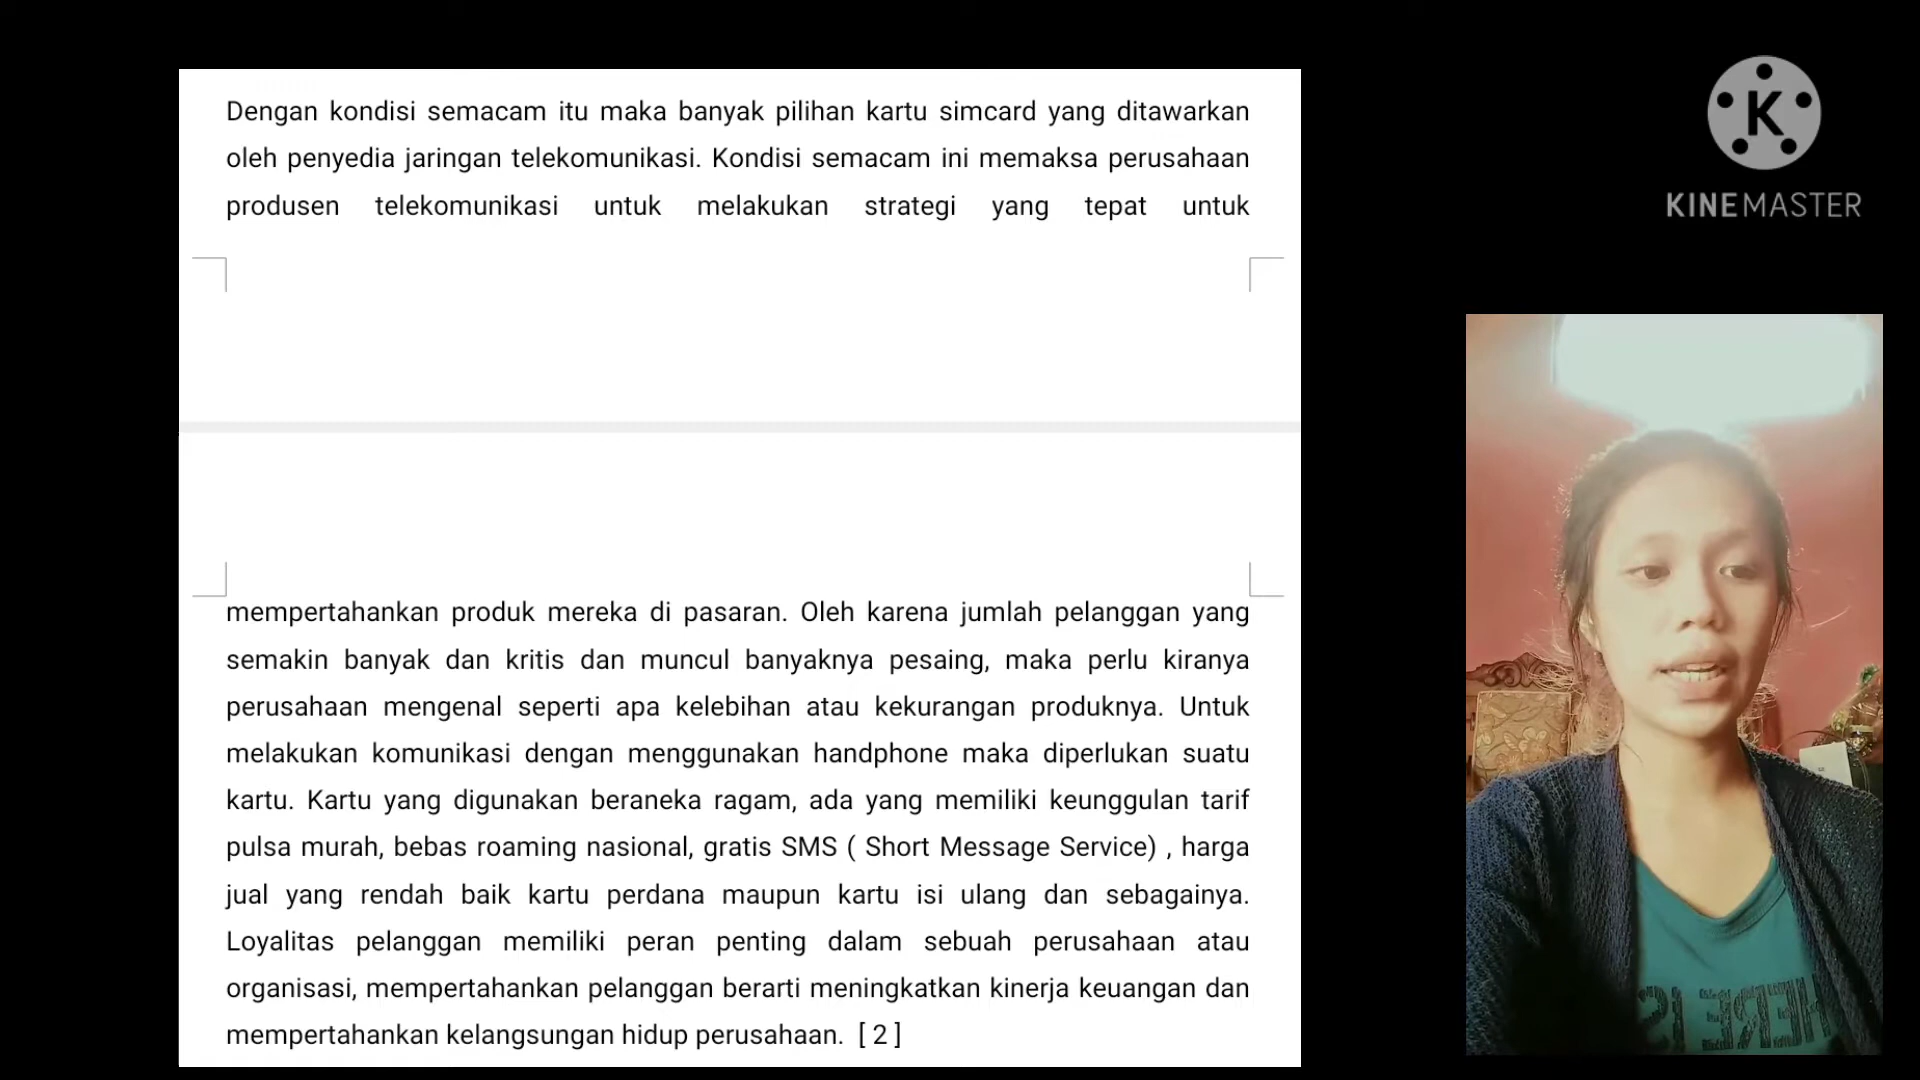 Dengan kondisi semacam itu maka banyak pilihan kartu simcard yang ditawarkan
oleh penyedia jaringan telekomunikasi. Kondisi semacam ini memaksa perusahaan
produsen telekomunikasi untuk melakukan strategi yang tepat untuk
mempertahankan produk mereka di pasaran. Oleh karena jumlah pelanggan yang
semakin banyak dan kritis dan muncul banyaknya pesaing, maka perlu kiranya
perusahaan mengenal seperti apa kelebihan atau kekurangan produknya. Untuk
melakukan komunikasi dengan menggunakan handphone maka diperlukan suatu
kartu. Kartu yang digunakan beraneka ragam, ada yang memiliki keunggulan tarif
pulsa murah, bebas roaming nasional, gratis SMS ( Short Message Service) , harga
jual yang rendah baik kartu perdana maupun kartu isi ulang dan sebagainya.
Loyalitas pelanggan memiliki peran penting dalam sebuah perusahaan atau
organisasi, mempertahankan pelanggan berarti meningkatkan kinerja keuangan dan
mempertahankan kelangsungan hidup perusahaan. [ 2 ]
K
KINEMASTER
HERE IS